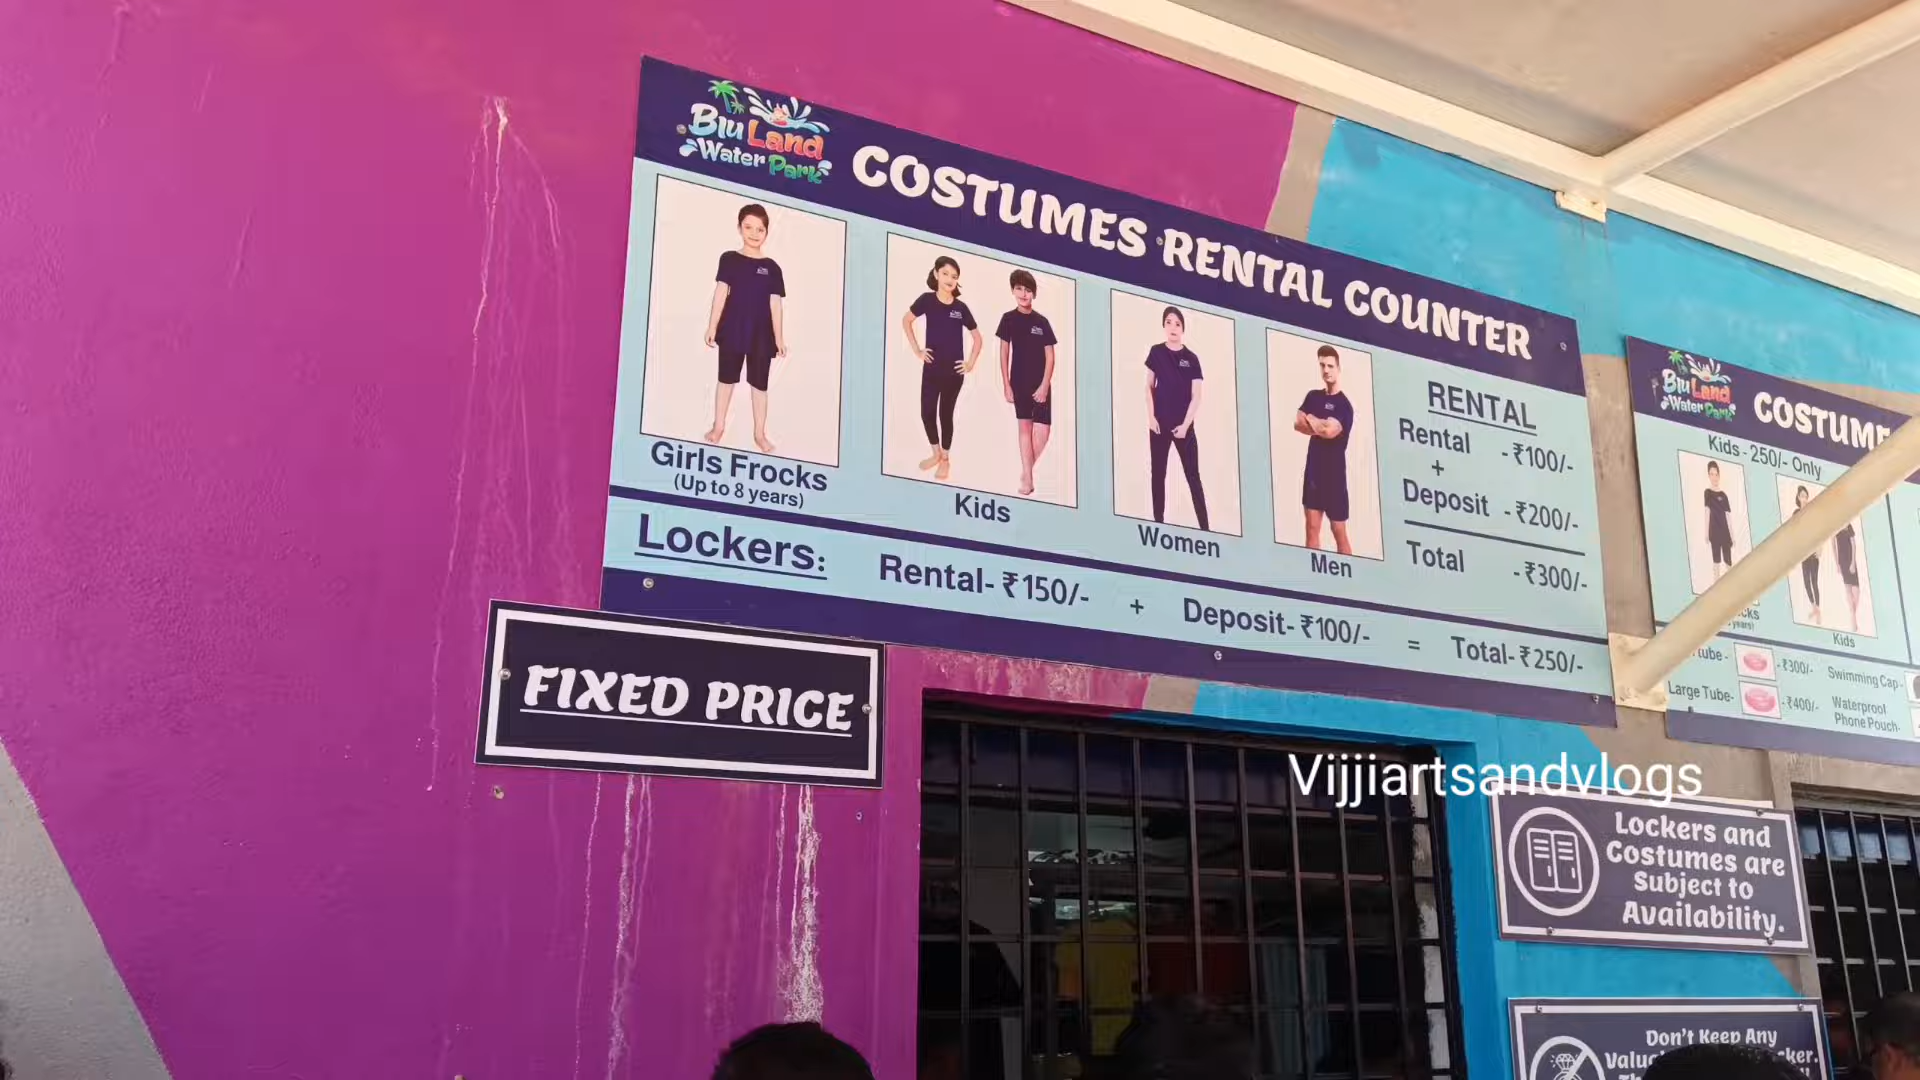 Blu Land
Water Park
COSTUMES RENTAL COUNTER
Girls Frocks
(Up to 8 years)
Kids
Women
Men
RENTAL
Rental -₹100/-
+
Deposit -₹200/-
Total -₹300/-
Lockers: Rental-₹150/- + Deposit-₹100/- = Total-₹250/-
FIXED PRICE
Blu Land
Water Park
COSTUME
Kids - 250/- Only
Kids
-₹300/-
Swimming Cap-
Large Tube- -₹400/-
Waterproof
Phone Pouch-
Vijjiartsandvlogs
Lockers and
Costumes are
Subject to
Availability.
Don't Keep Any